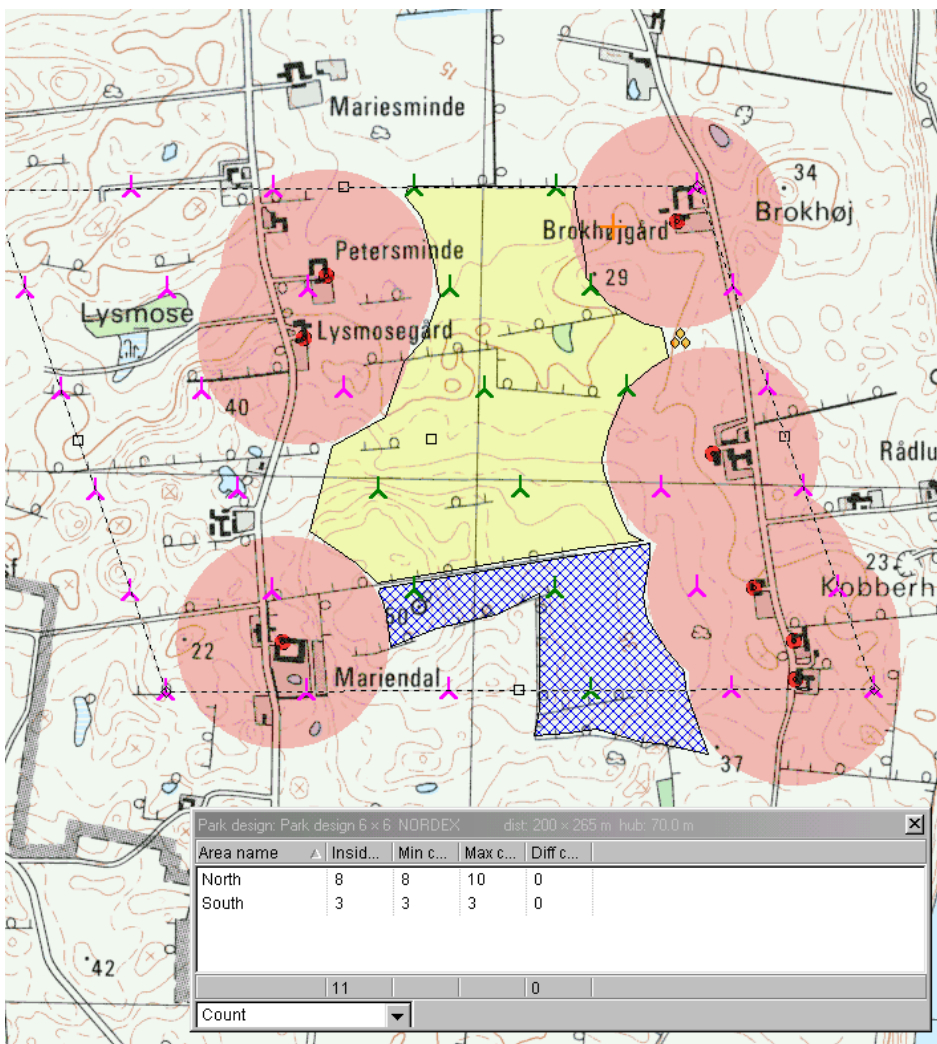 15
Mariesminde
34
Brokhøj
Brokhøjgård
Petersminde
29
Lysmose
Lysmosegård
40
Rådlu
23
Kobberh
50
22
Mariendal
37
42
Park design: Park design 6 × 6 NORDEX dist: 200 × 265 m hub: 70.0 m
Area name Insid... Min c... Max c... Diff c...
North 8 8 10 0
South 3 3 3 0
11 0
Count